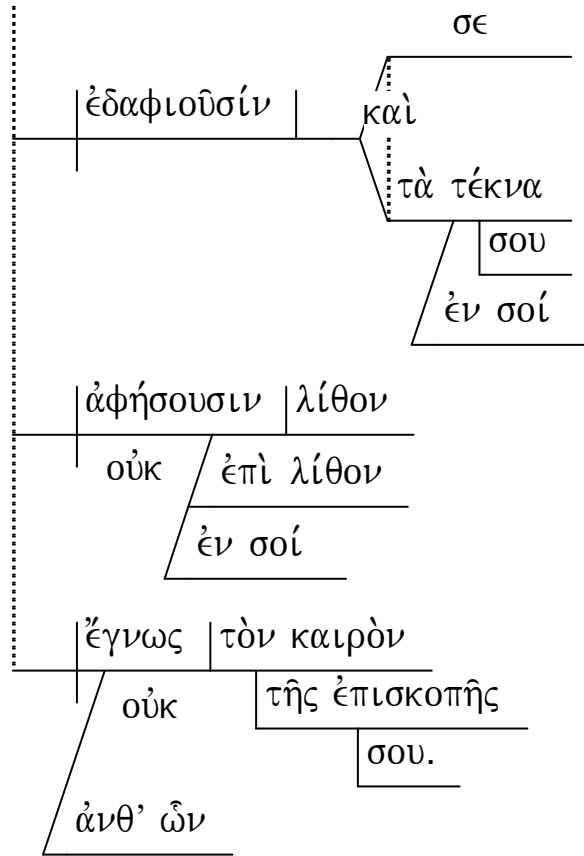 σε
ἐδαφιοῦσίν
καὶ
τὰ τέκνα
σου
ἐν σοί
ἀφήσουσιν λίθον
οὐκ ἐπὶ λίθον
ἐν σοί
ἔγνως τὸν καιρὸν
οὐκ τῆς ἐπισκοπῆς
σου.
ἀνθ’ ὧν